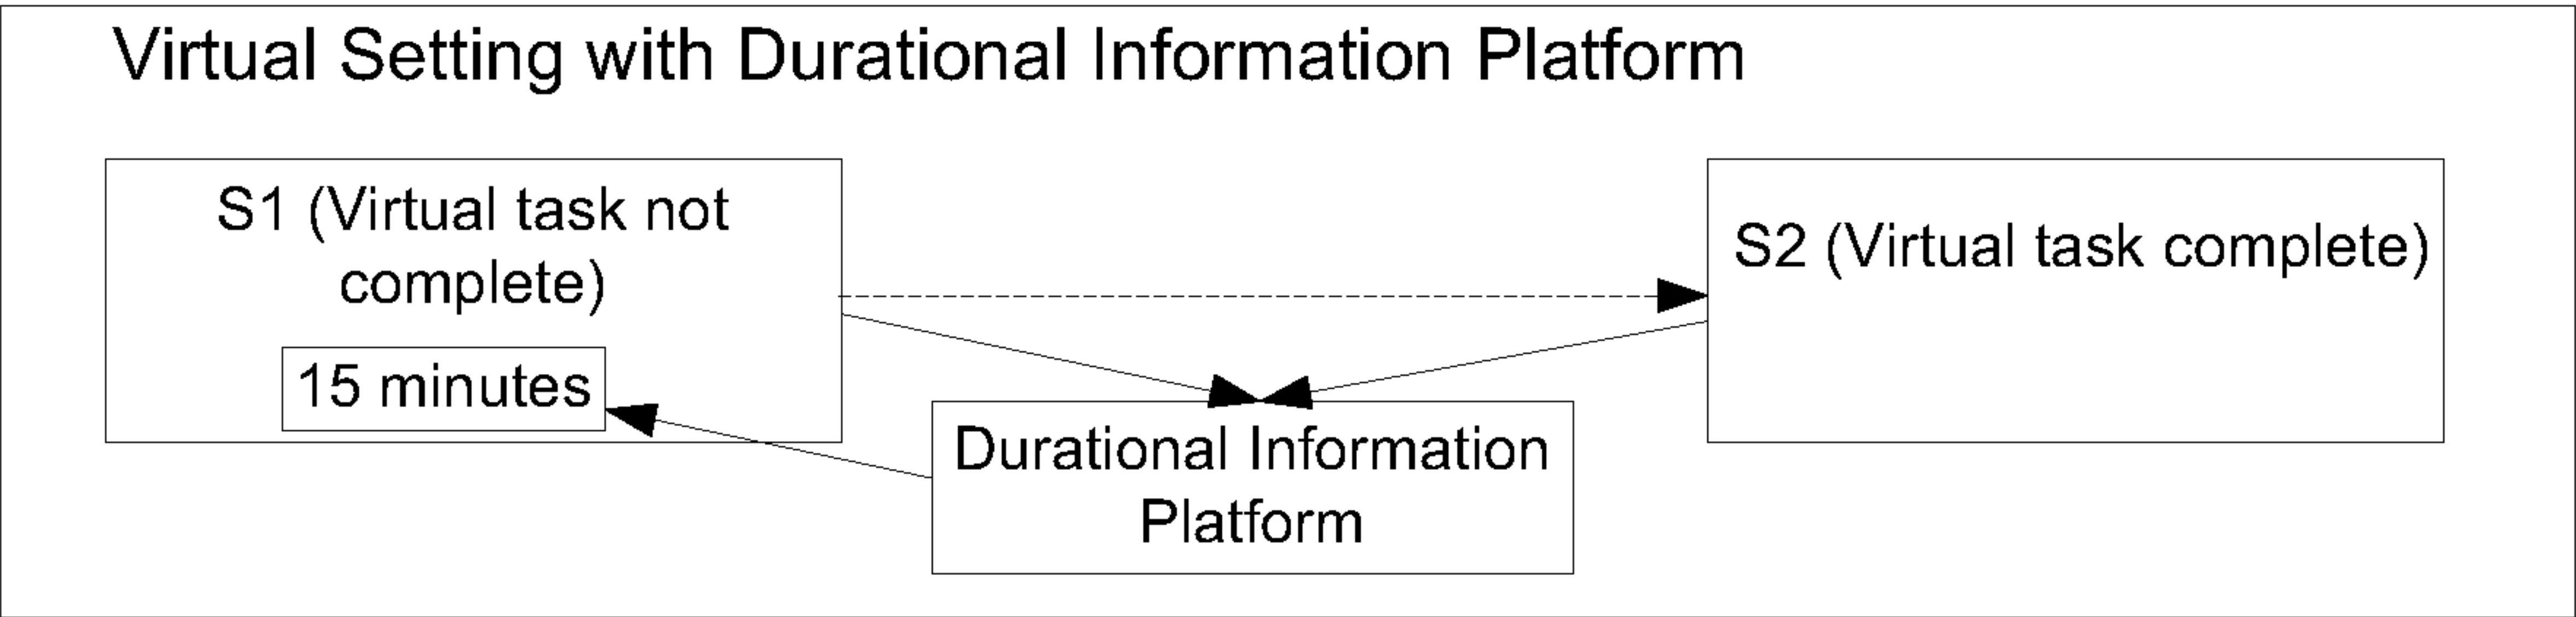 Virtual Setting with Durational Information Platform
S1 (Virtual task not
complete)
15 minutes
S2 (Virtual task complete)
Durational Information
Platform